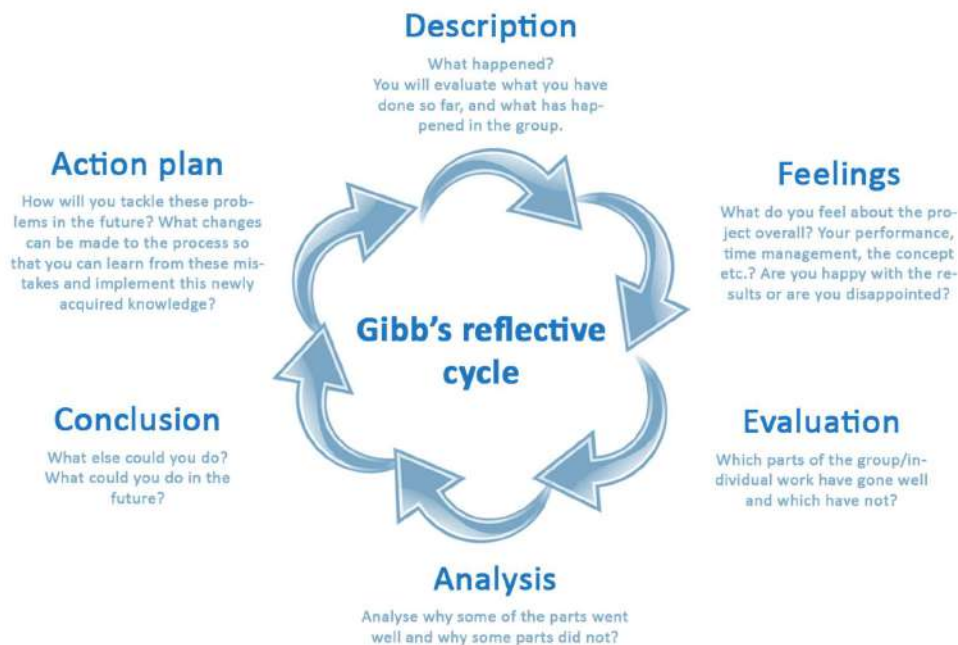 Description
What happened?
You will evaluate what you have
done so far, and what has hap-
pened in the group.
Feelings
What do you feel about the pro-
ject overall? Your performance,
time management, the concept
etc.? Are you happy with the re-
sults or are you disappointed?
Evaluation
Which parts of the group/in-
dividual work have gone well
and which have not?
Analysis
Analyse why some of the parts went
well and why some parts did not?
Conclusion
What else could you do?
What could you do in the
future?
Action plan
How will you tackle these prob-
lems in the future? What changes
can be made to the process so
that you can learn from these mis-
takes and implement this newly
acquired knowledge?
Gibb's reflective
cycle